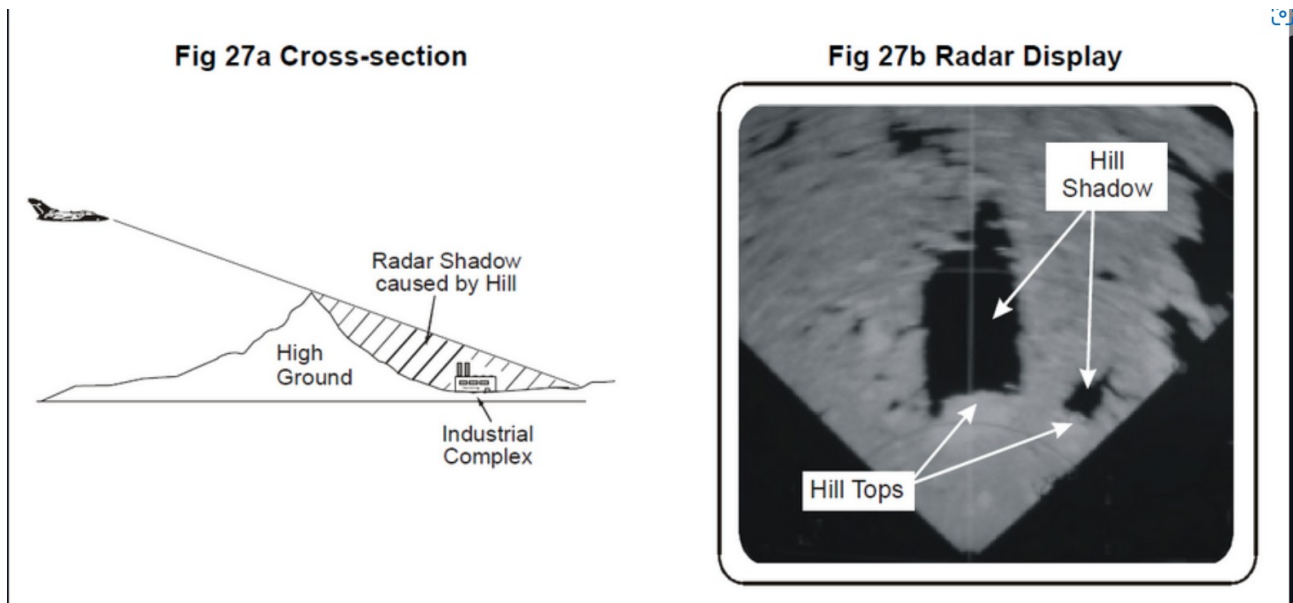 Fig 27a Cross-section
Radar Shadow
caused by Hill
High
Ground
Industrial
Complex
Fig 27b Radar Display
Hill
Shadow
Hill Tops